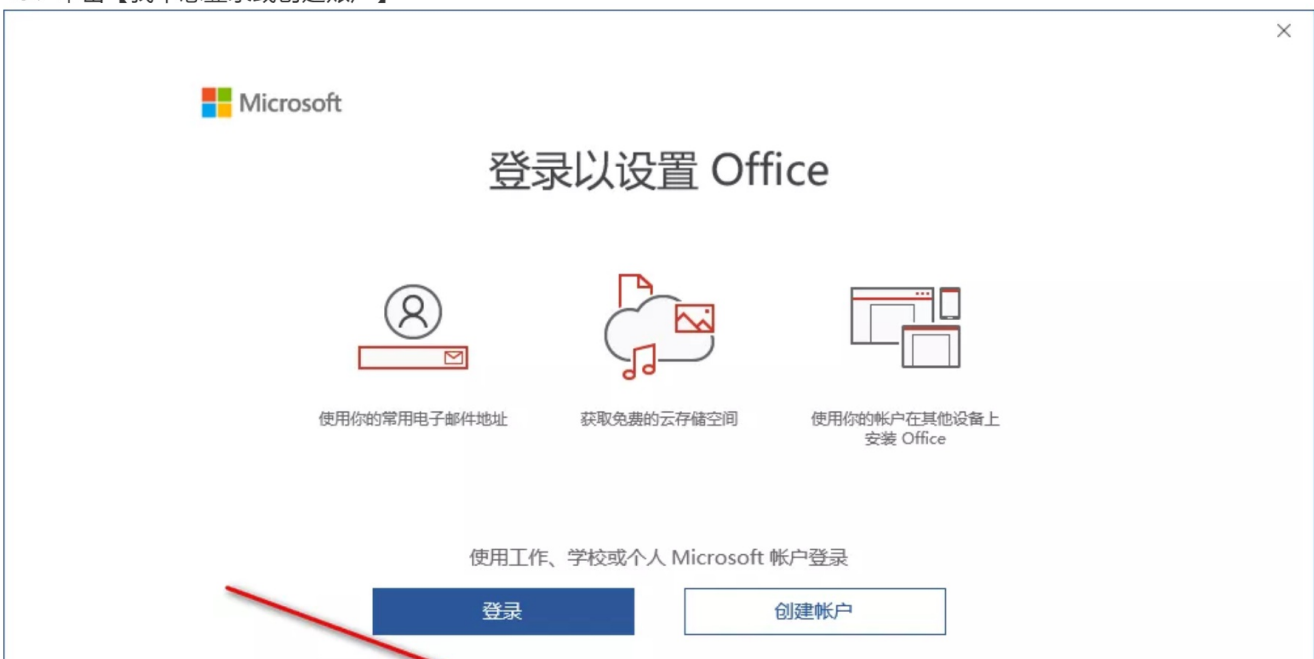 Microsoft
登录以设置 Office
使用你的常用电子邮件地址
获取免费的云存储空间
使用你的帐户在其他设备上
安装 Office
使用工作、学校或个人 Microsoft 帐户登录
登录
创建帐户